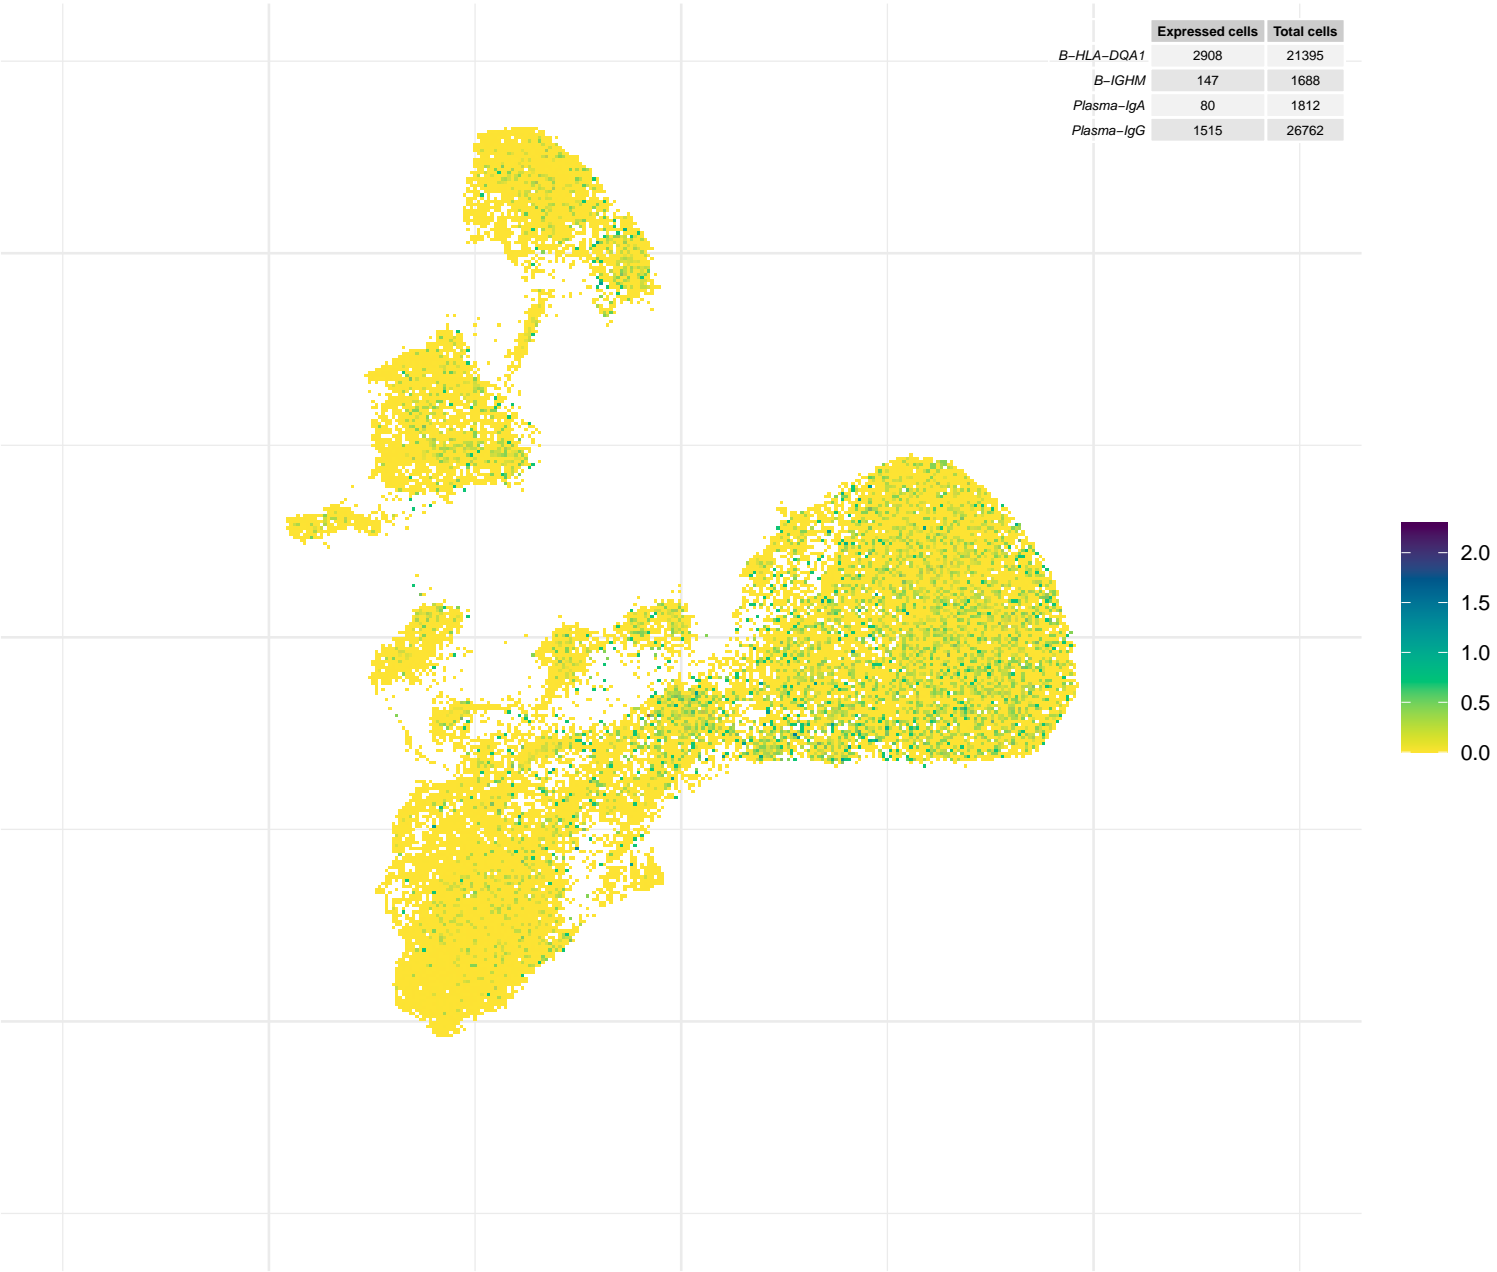 Expressed cells Total cells
B−HLA−DQA1 2908 21395
B−IGHM 147 1688
Plasma−IgA 80 1812
Plasma−IgG 1515 26762
2.0
1.5
1.0
0.5
0.0